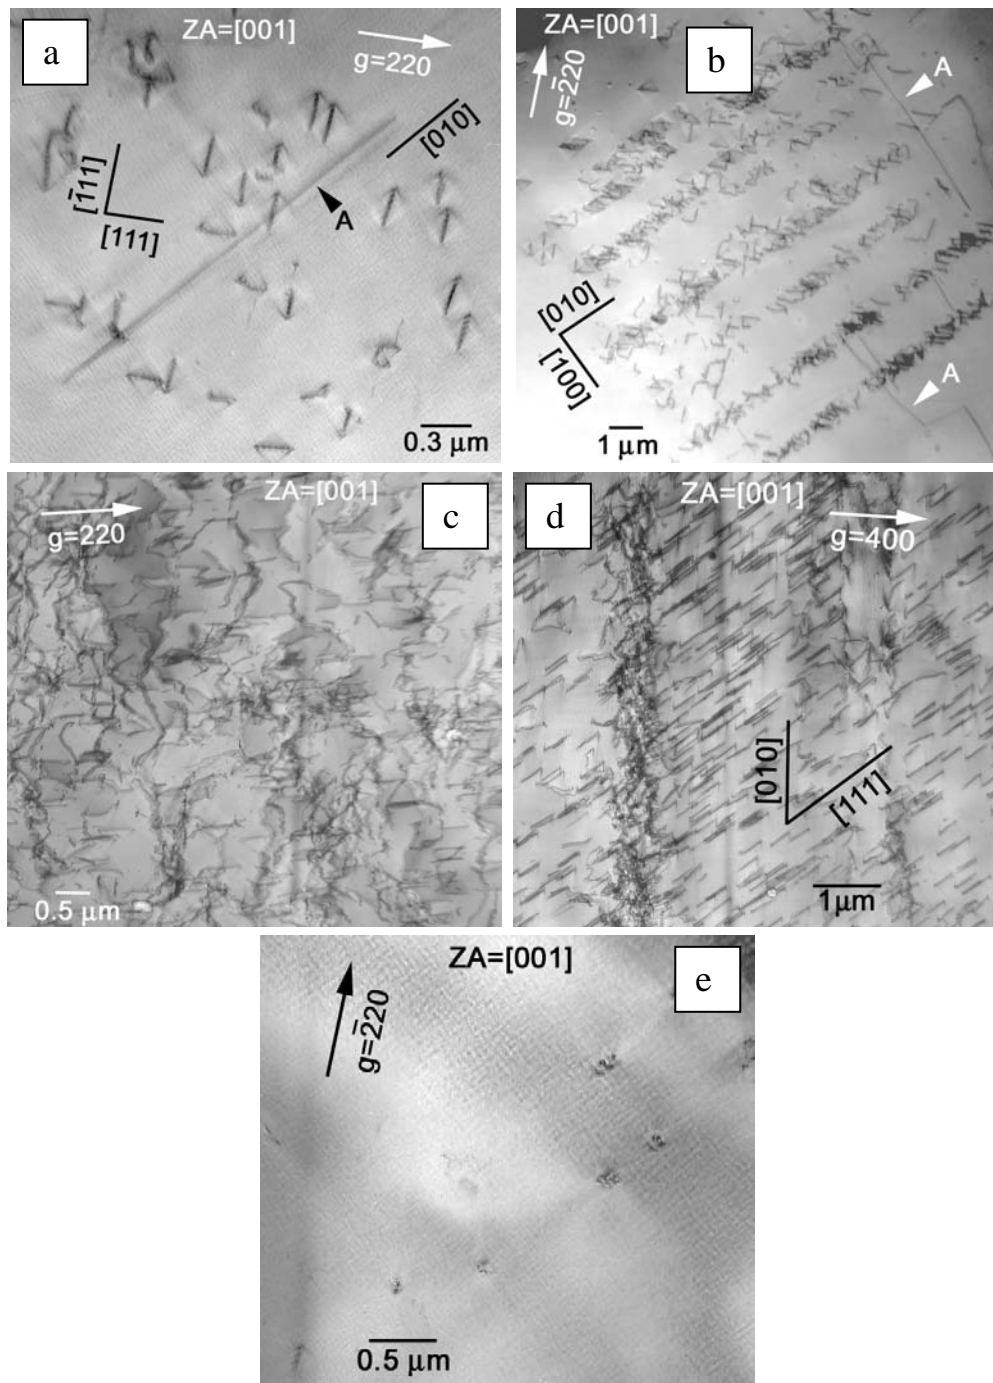 a
ZA=[001]
g=220
[010]
[1̄11]
[111]
A
0.3 μm
b
ZA=[001]
g=2̄20
A
[010]
[100]
A
1 μm
c
ZA=[001]
g=220
0.5 μm
d
ZA=[001]
g=400
[010]
[111]
1μm
e
ZA=[001]
g=2̄20
0.5 μm